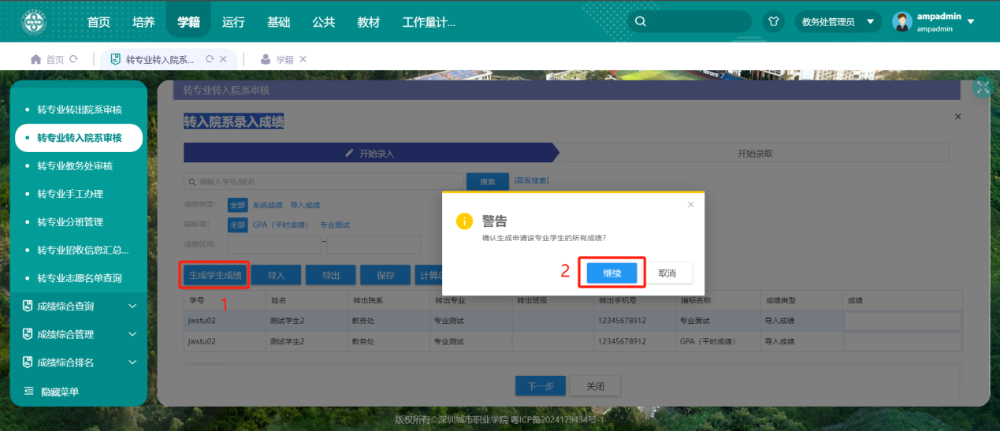 首页 培养 学籍 运行 基础 公共 教材 工作量计... 教务处管理员 ampadmin
ampadmin
首页 转专业转入院系... 学籍
转专业转出院系审核
转专业转入院系审核
转专业教务处审核
转专业手工办理
转专业分班管理
转专业招收信息汇总...
转专业志愿名单查询
成绩综合查询
成绩综合管理
成绩综合排名
隐藏菜单
转专业转入院系审核
转入院系录入成绩
开始录入 开始录取
请输入学号/姓名 搜索 [高级搜索]
成绩类型: 全部 系统成绩 导入成绩
指标项: 全部 GPA（平时成绩） 专业面试
成绩区间: -
生成学生成绩 导入 导出 保存 计算总
1
警告
确认生成申请该专业学生的所有成绩?
2 继续 取消
学号 姓名 转出院系 转出专业 转出班级 转出手机号 指标名称 成绩类型 成绩
jwstu02 测试学生2 教务处 专业测试 12345678912 专业面试 导入成绩
jwstu02 测试学生2 教务处 专业测试 12345678912 GPA（平时成绩） 导入成绩
下一步 关闭
版权所有©深圳城市职业学院 粤ICP备2024179434号-1